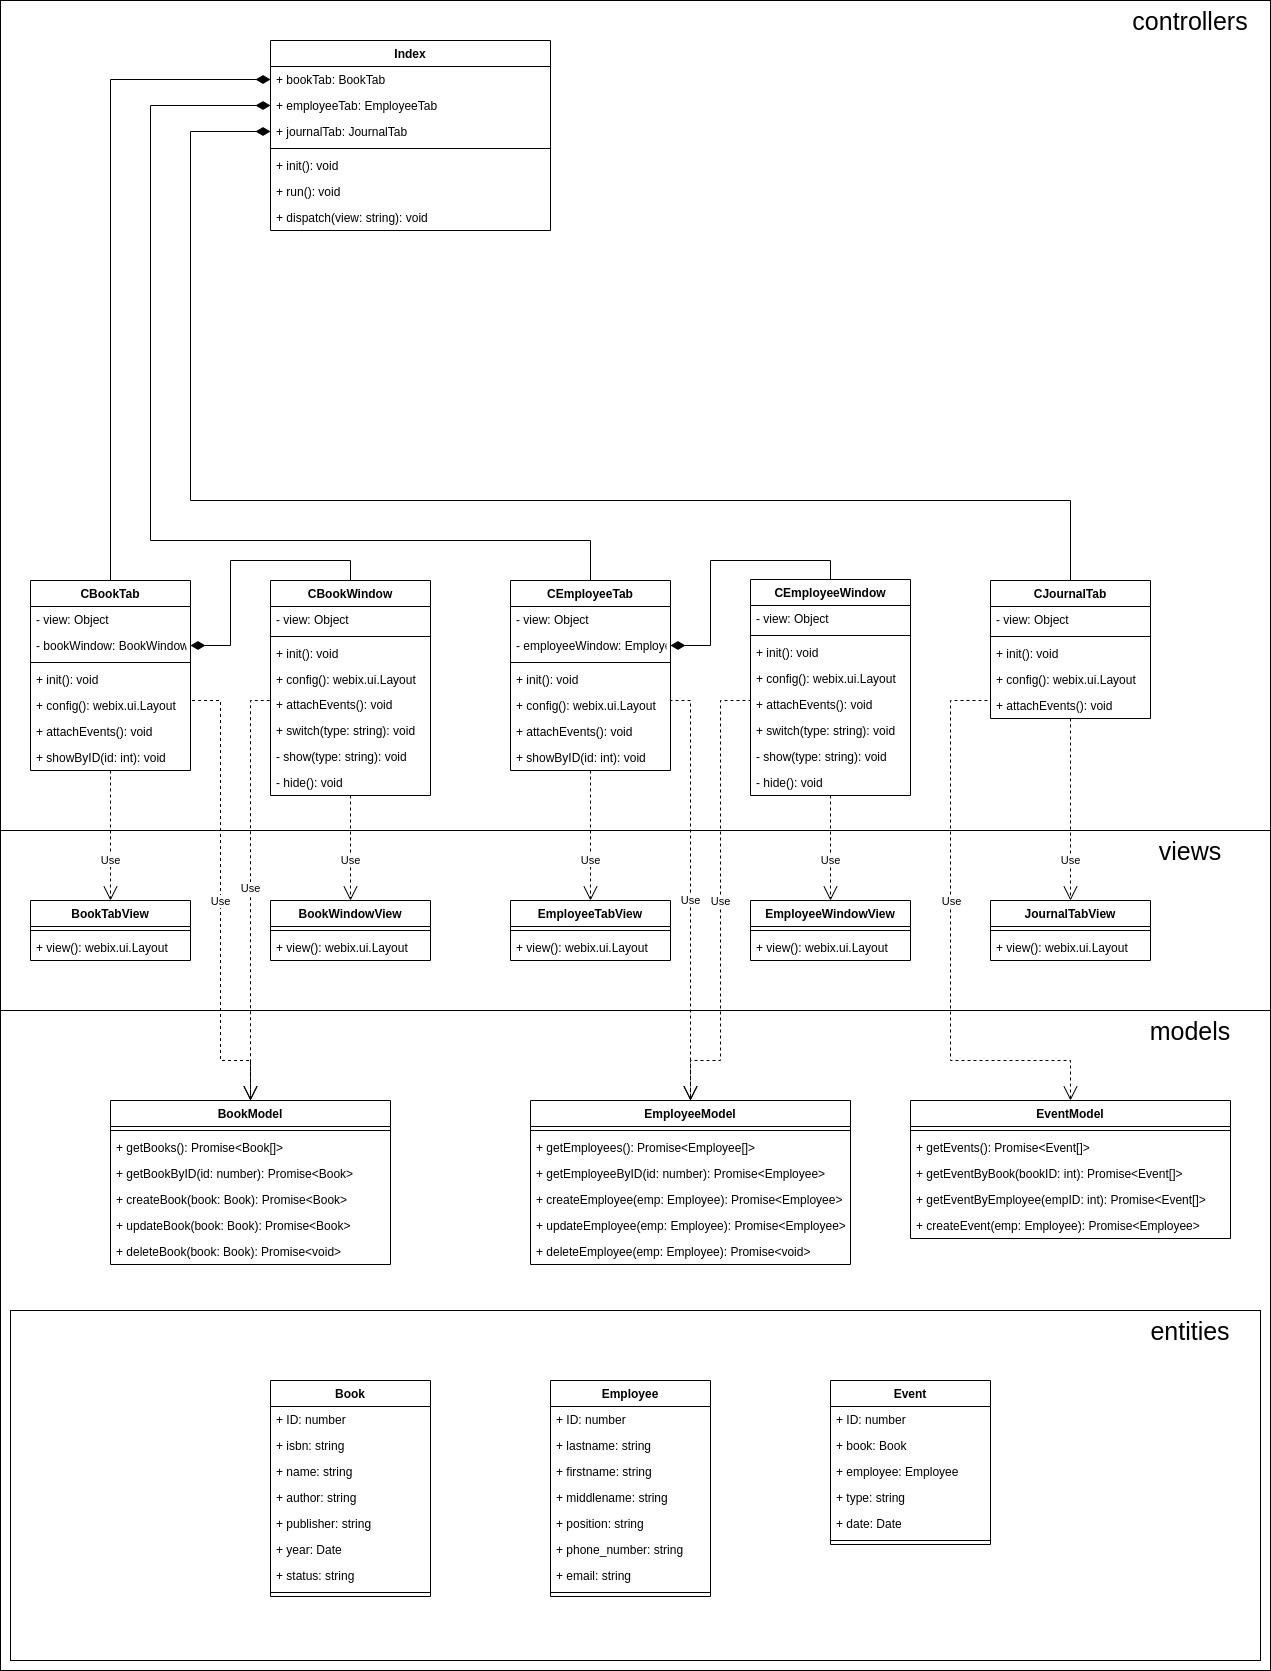 controllers
Index
+ bookTab: BookTab
+ employeeTab: EmployeeTab
+ journalTab: JournalTab
+ init(): void
+ run(): void
+ dispatch(view: string): void
CBookTab
- view: Object
- bookWindow: BookWindow
+ init(): void
+ config(): webix.ui.Layout
+ attachEvents(): void
+ showByID(id: int): void
CBookWindow
- view: Object
+ init(): void
+ config(): webix.ui.Layout
+ attachEvents(): void
+ switch(type: string): void
- show(type: string): void
- hide(): void
CEmployeeTab
- view: Object
- employeeWindow: Employe
+ init(): void
+ config(): webix.ui.Layout
+ attachEvents(): void
+ showByID(id: int): void
CEmployeeWindow
- view: Object
+ init(): void
+ config(): webix.ui.Layout
+ attachEvents(): void
+ switch(type: string): void
- show(type: string): void
- hide(): void
CJournalTab
- view: Object
+ init(): void
+ config(): webix.ui.Layout
+ attachEvents(): void
views
Use
Use
Use
Use
Use
Use
Use
Use
Use
Use
BookTabView
+ view(): webix.ui.Layout
BookWindowView
+ view(): webix.ui.Layout
EmployeeTabView
+ view(): webix.ui.Layout
EmployeeWindowView
+ view(): webix.ui.Layout
JournalTabView
+ view(): webix.ui.Layout
models
BookModel
+ getBooks(): Promise<Book[]>
+ getBookByID(id: number): Promise<Book>
+ createBook(book: Book): Promise<Book>
+ updateBook(book: Book): Promise<Book>
+ deleteBook(book: Book): Promise<void>
EmployeeModel
+ getEmployees(): Promise<Employee[]>
+ getEmployeeByID(id: number): Promise<Employee>
+ createEmployee(emp: Employee): Promise<Employee>
+ updateEmployee(emp: Employee): Promise<Employee>
+ deleteEmployee(emp: Employee): Promise<void>
EventModel
+ getEvents(): Promise<Event[]>
+ getEventByBook(bookID: int): Promise<Event[]>
+ getEventByEmployee(empID: int): Promise<Event[]>
+ createEvent(emp: Employee): Promise<Employee>
entities
Book
+ ID: number
+ isbn: string
+ name: string
+ author: string
+ publisher: string
+ year: Date
+ status: string
Employee
+ ID: number
+ lastname: string
+ firstname: string
+ middlename: string
+ position: string
+ phone_number: string
+ email: string
Event
+ ID: number
+ book: Book
+ employee: Employee
+ type: string
+ date: Date